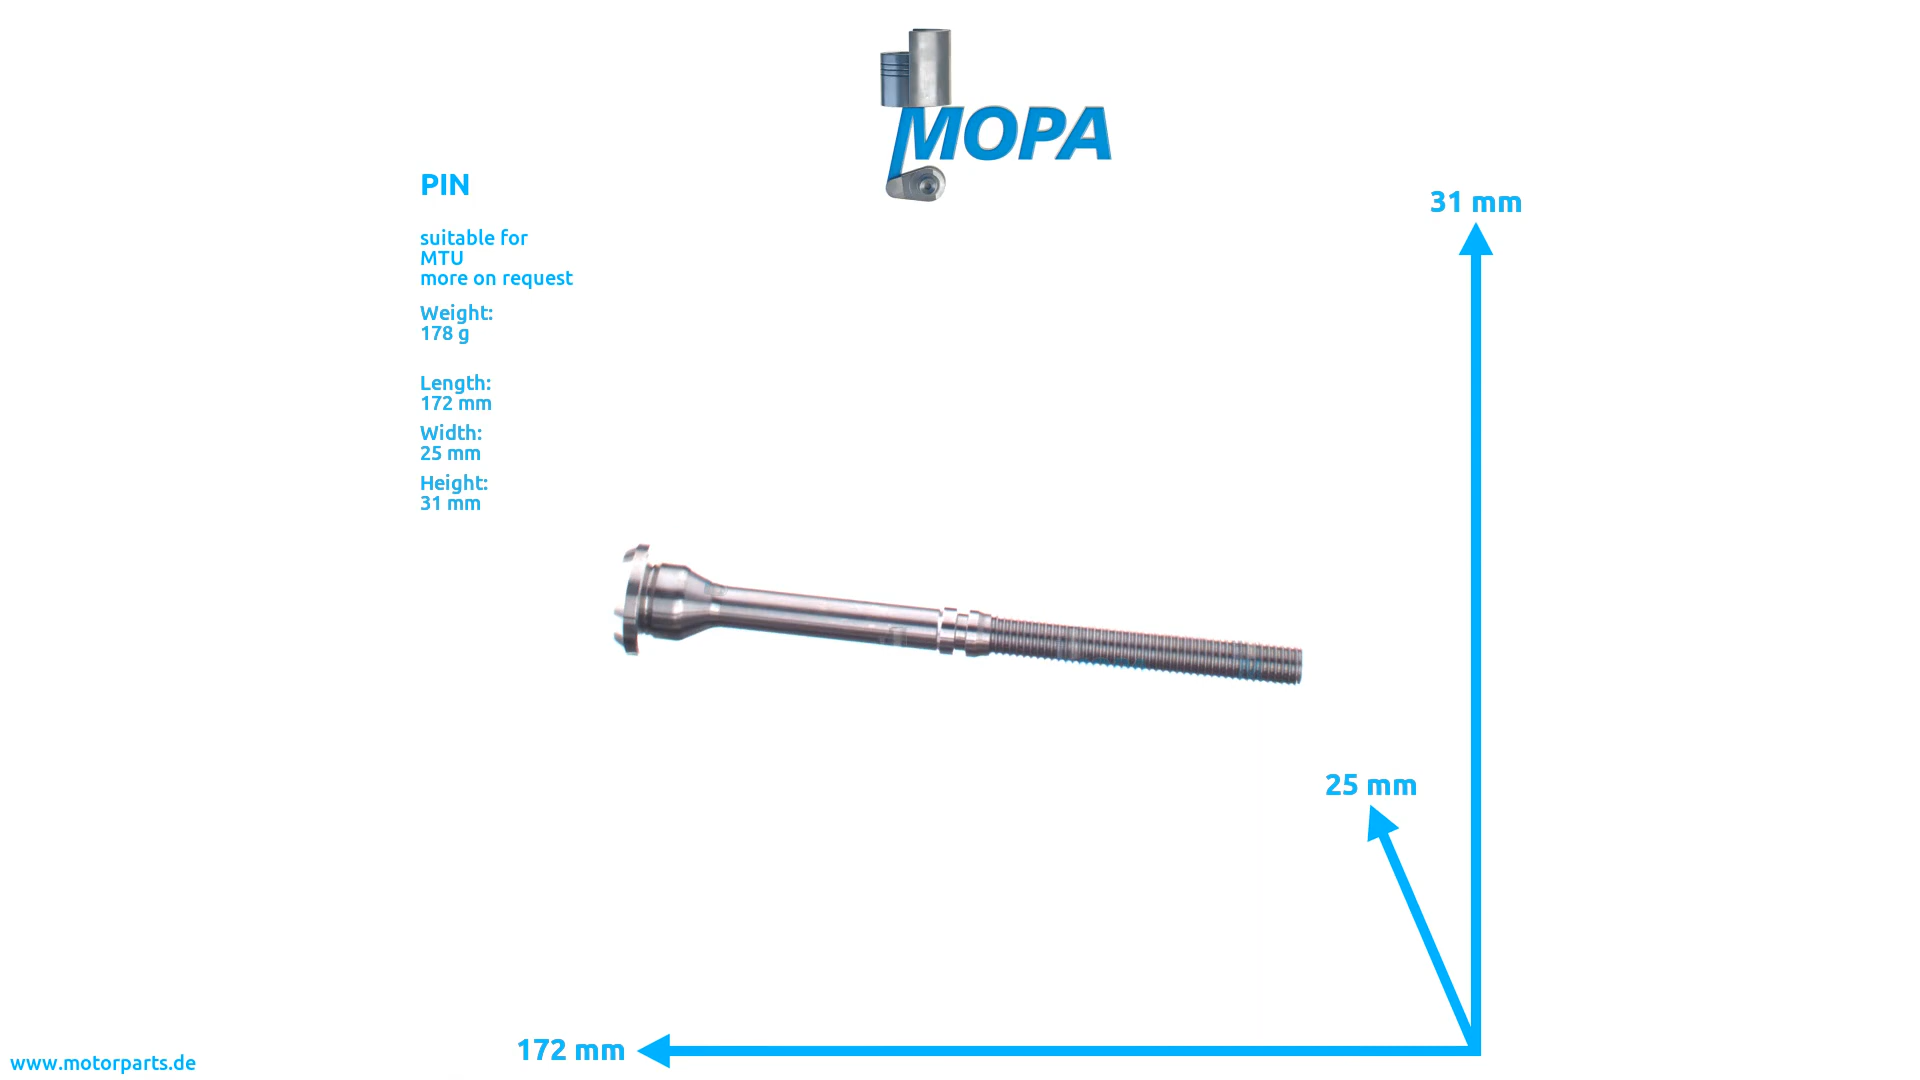 MOPA
PIN
suitable for
MTU
more on request
Weight:
178 g
Length:
172 mm
Width:
25 mm
Height:
31 mm
31 mm
25 mm
172 mm
www.motorparts.de